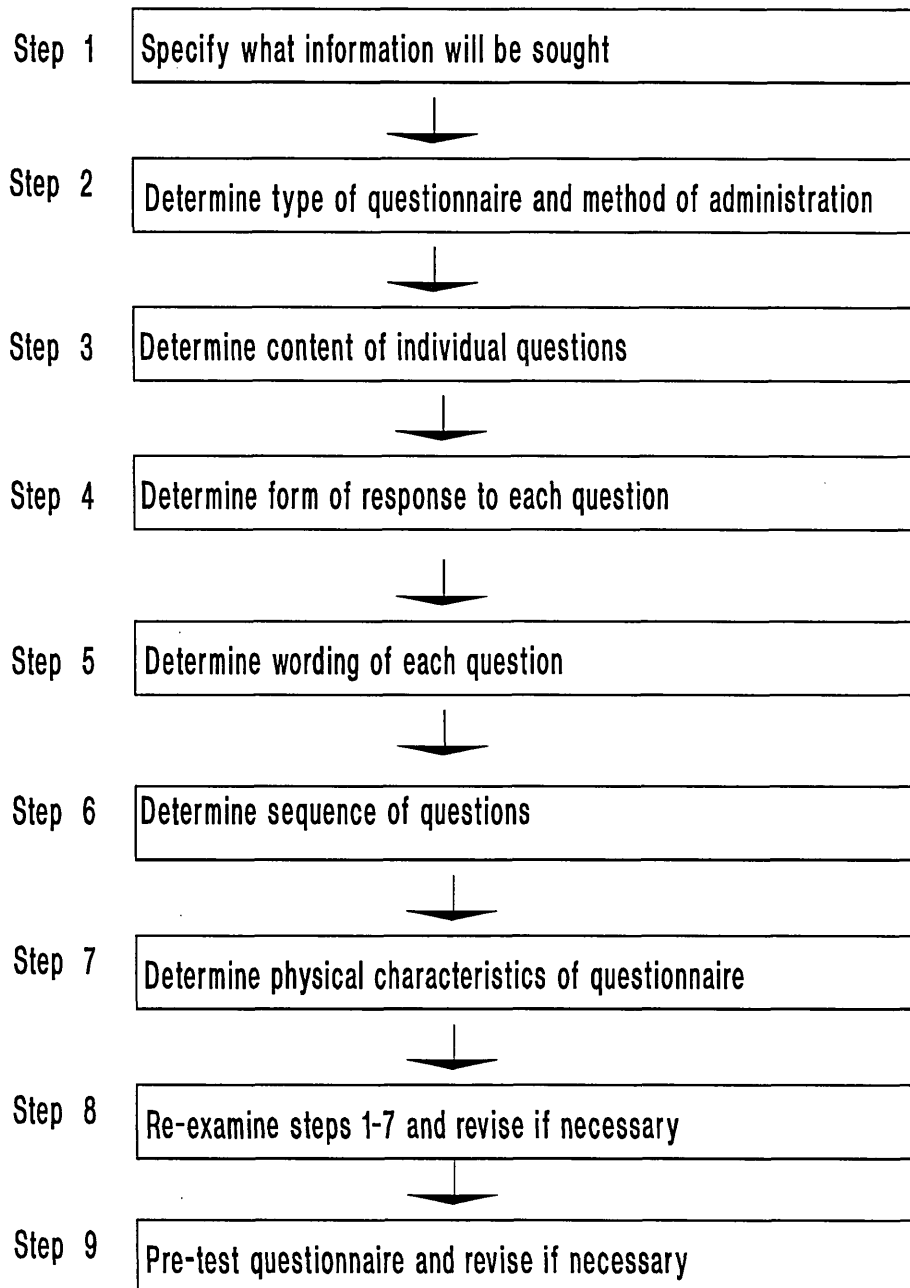 Step 1 Specify what information will be sought
Step 2 Determine type of questionnaire and method of administration
Step 3 Determine content of individual questions
Step 4 Determine form of response to each question
Step 5 Determine wording of each question
Step 6 Determine sequence of questions
Step 7 Determine physical characteristics of questionnaire
Step 8 Re-examine steps 1-7 and revise if necessary
Step 9 Pre-test questionnaire and revise if necessary